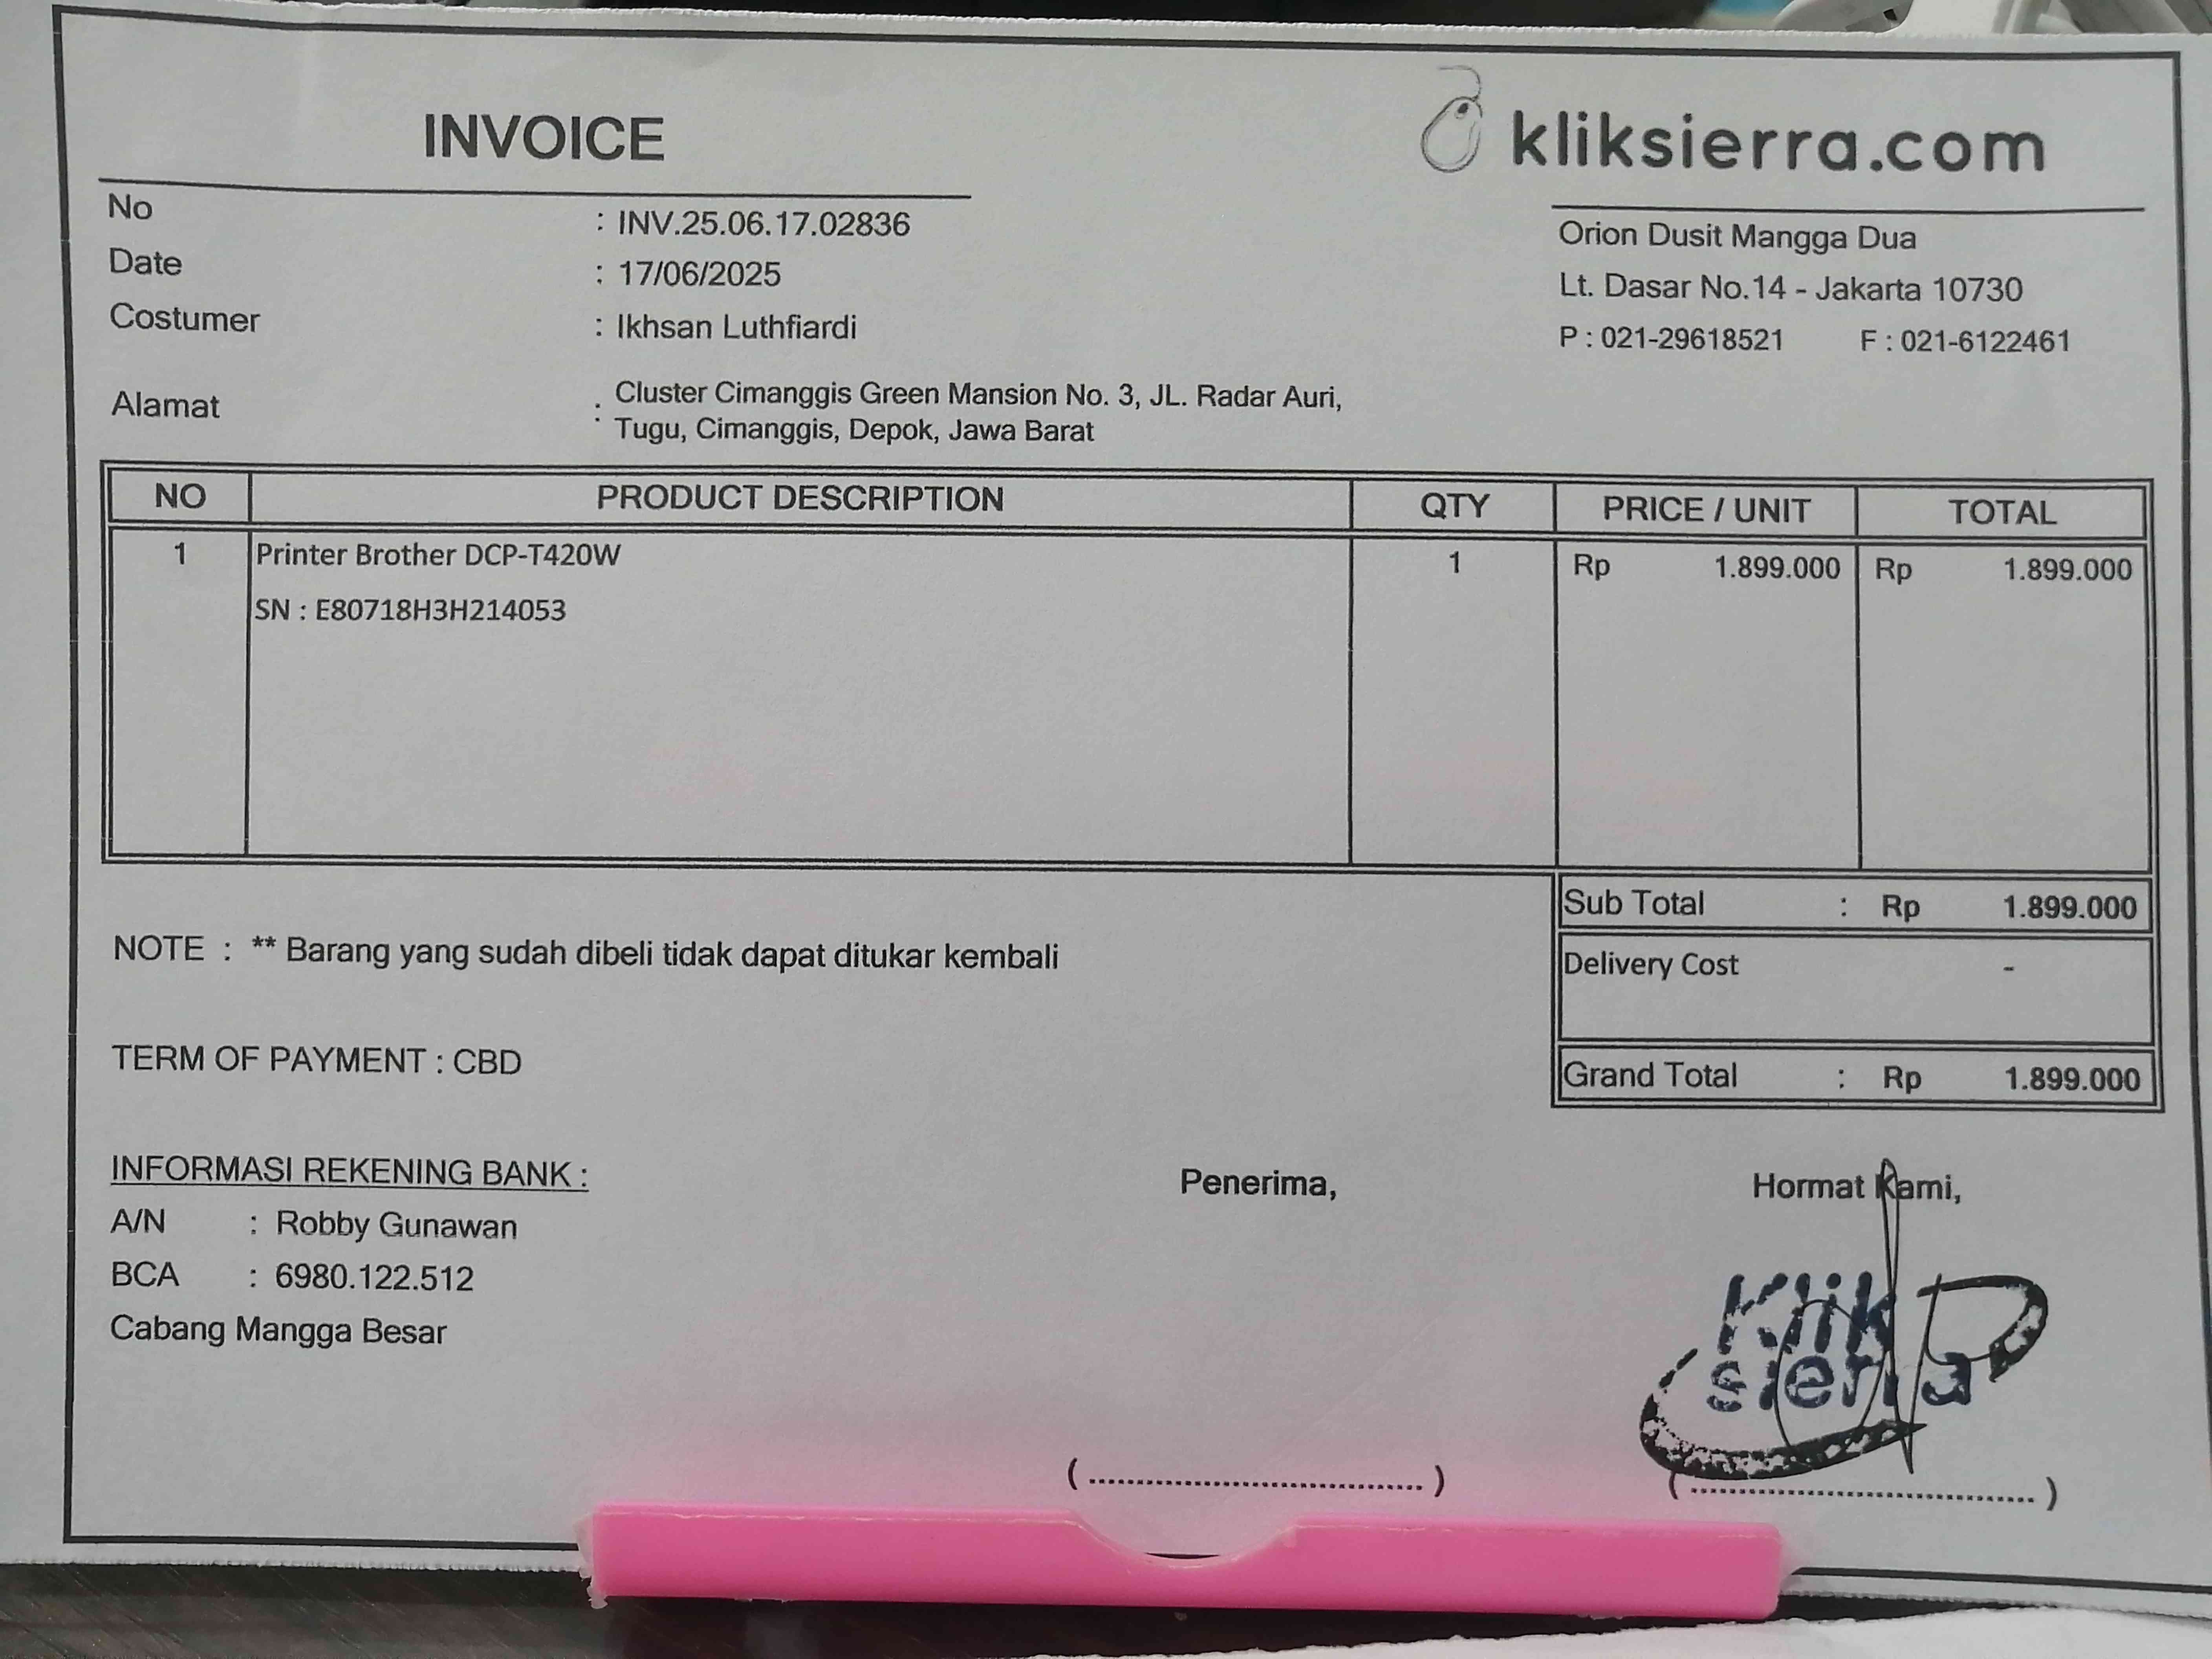 INVOICE
kliksierra.com
No : INV.25.06.17.02836
Date : 17/06/2025
Costumer : Ikhsan Luthfiardi
Alamat : Cluster Cimanggis Green Mansion No. 3, JL. Radar Auri,
Tugu, Cimanggis, Depok, Jawa Barat
Orion Dusit Mangga Dua
Lt. Dasar No.14 - Jakarta 10730
P : 021-29618521 F : 021-6122461
NO PRODUCT DESCRIPTION QTY PRICE / UNIT TOTAL
1 Printer Brother DCP-T420W 1 Rp 1.899.000 Rp 1.899.000
SN : E80718H3H214053
Sub Total : Rp 1.899.000
Delivery Cost -
Grand Total : Rp 1.899.000
NOTE : ** Barang yang sudah dibeli tidak dapat ditukar kembali
TERM OF PAYMENT : CBD
INFORMASI REKENING BANK :
A/N : Robby Gunawan
BCA : 6980.122.512
Cabang Mangga Besar
Penerima,
(..................................)
Hormat Kami,
Klik
sierra
(..................................)